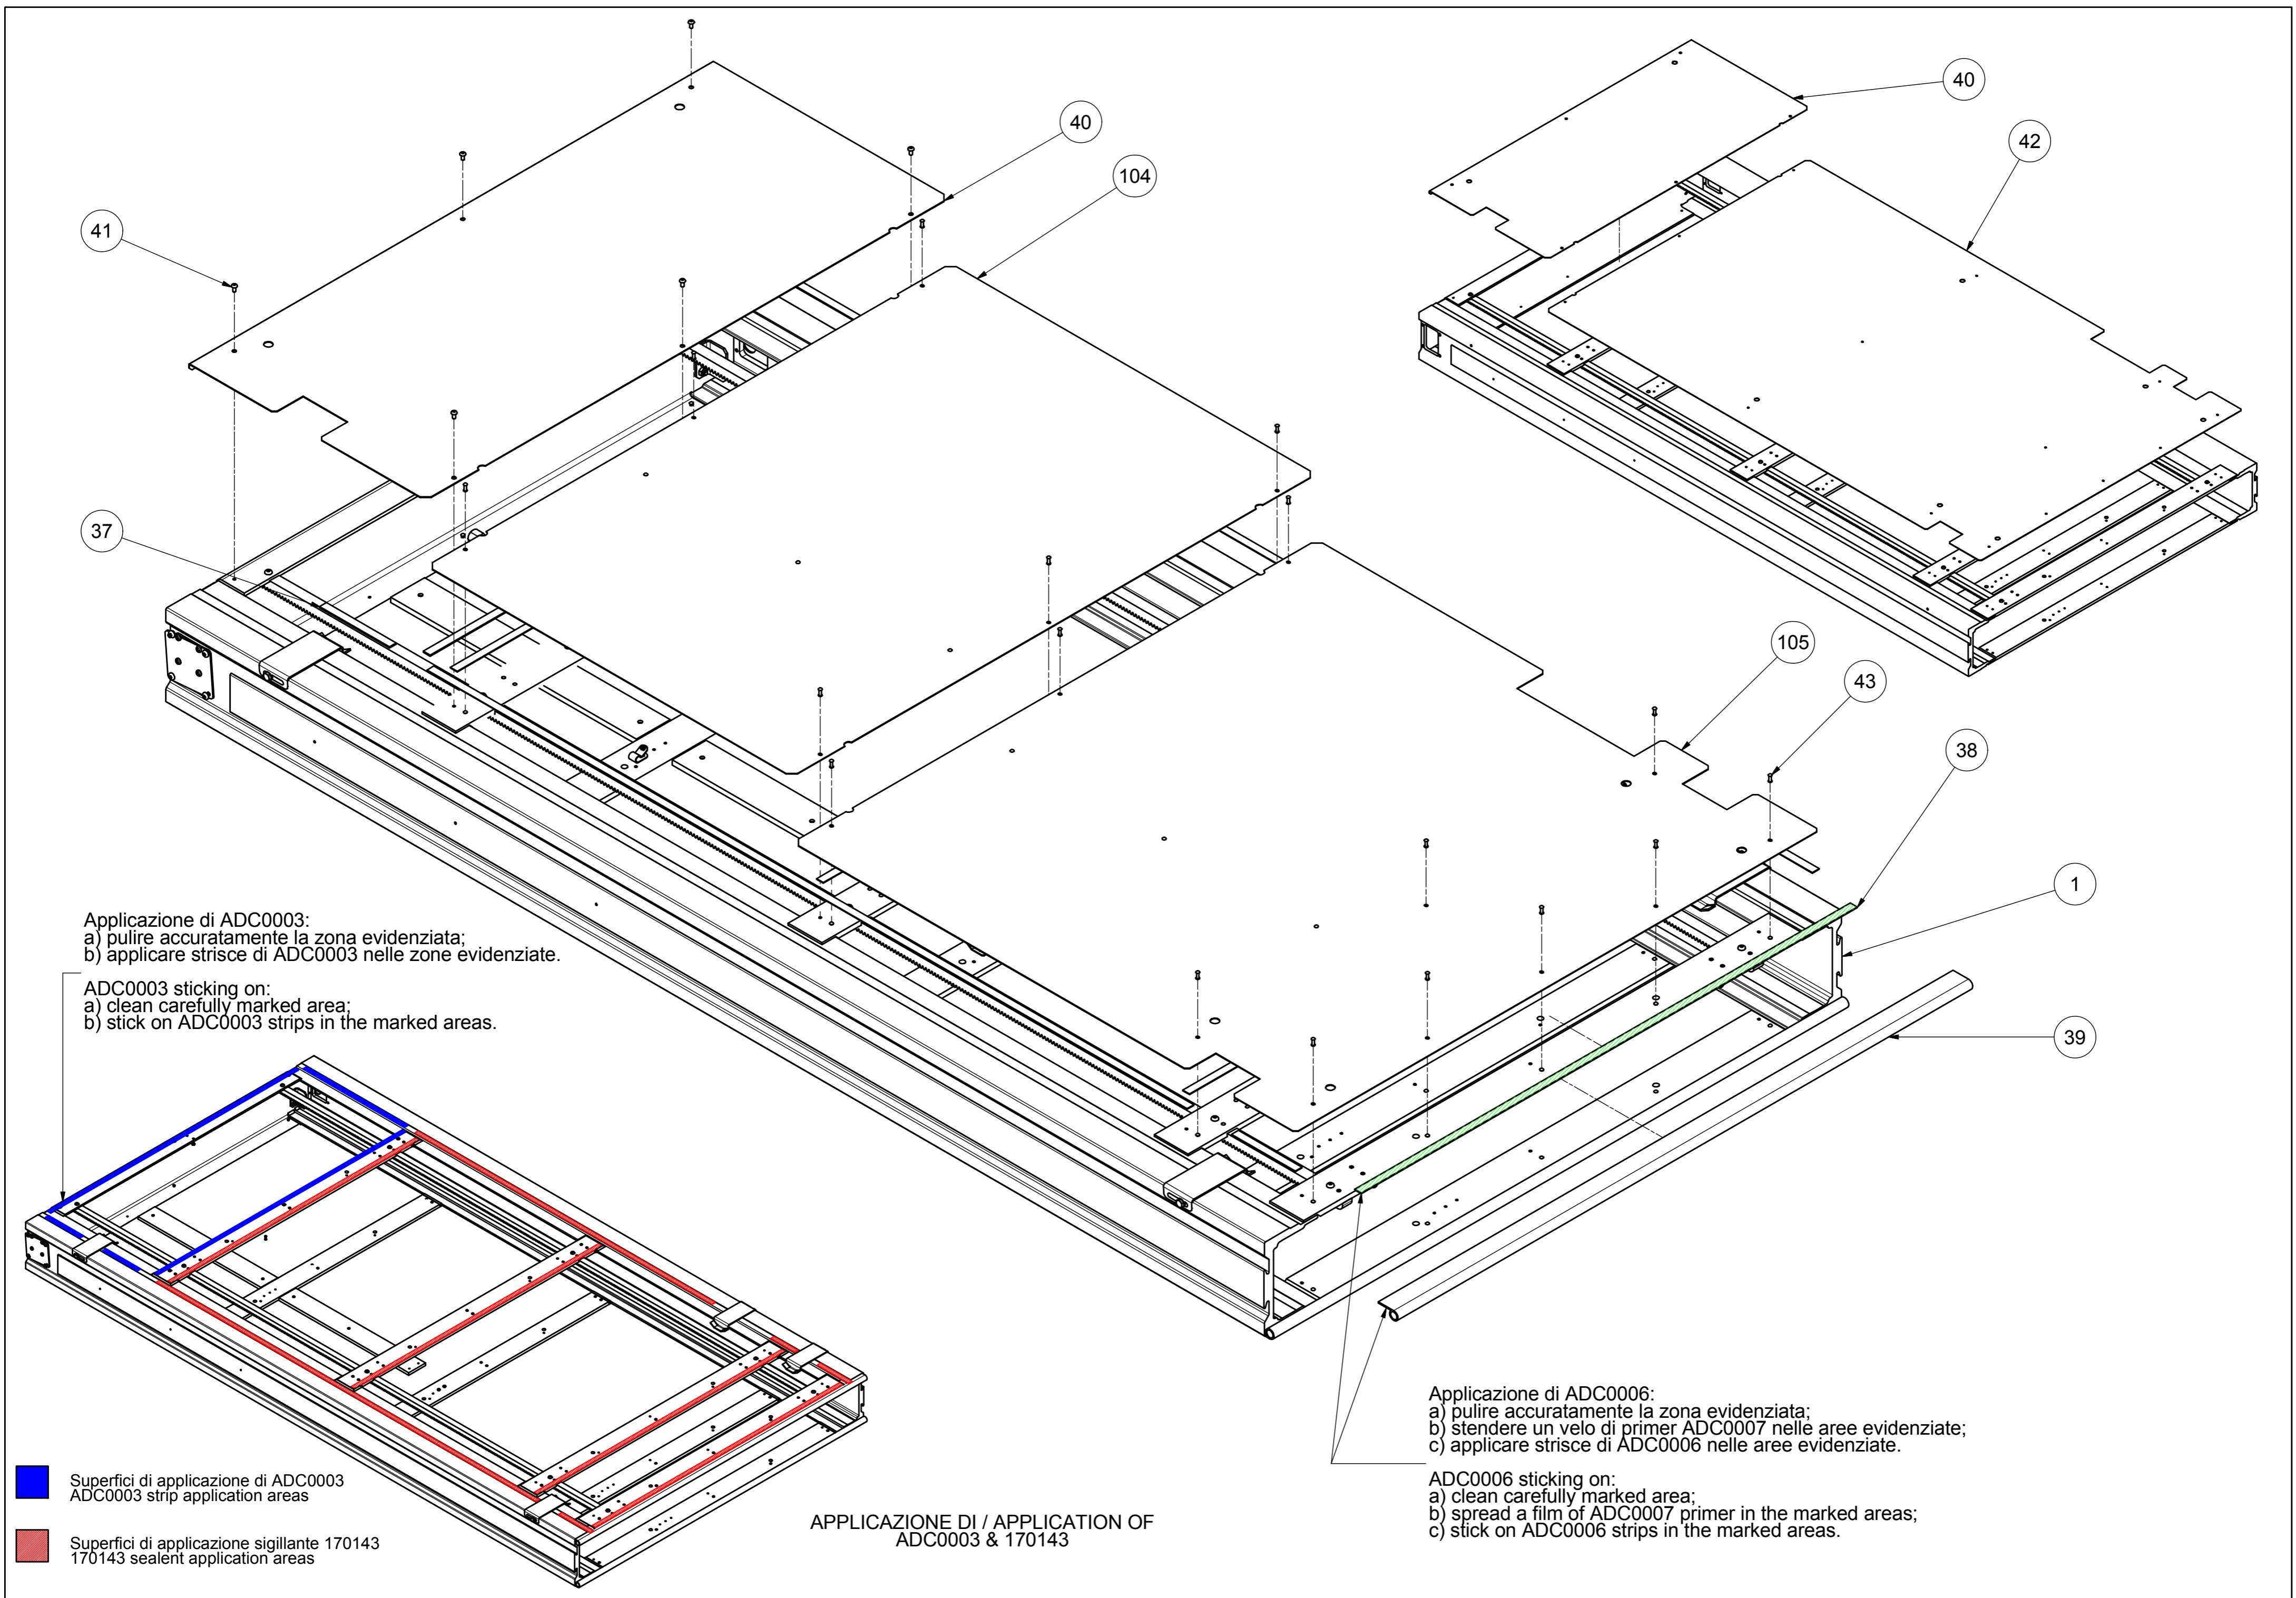 40
40
42
104
41
37
105
43
38
1
39
Applicazione di ADC0003:
a) pulire accuratamente la zona evidenziata;
b) applicare strisce di ADC0003 nelle zone evidenziate.
ADC0003 sticking on:
a) clean carefully marked area;
b) stick on ADC0003 strips in the marked areas.
Applicazione di ADC0006:
a) pulire accuratamente la zona evidenziata;
b) stendere un velo di primer ADC0007 nelle aree evidenziate;
c) applicare strisce di ADC0006 nelle aree evidenziate.
ADC0006 sticking on:
a) clean carefully marked area;
b) spread a film of ADC0007 primer in the marked areas;
c) stick on ADC0006 strips in the marked areas.
Superfici di applicazione di ADC0003
ADC0003 strip application areas
Superfici di applicazione sigillante 170143
170143 sealent application areas
APPLICAZIONE DI / APPLICATION OF
ADC0003 & 170143